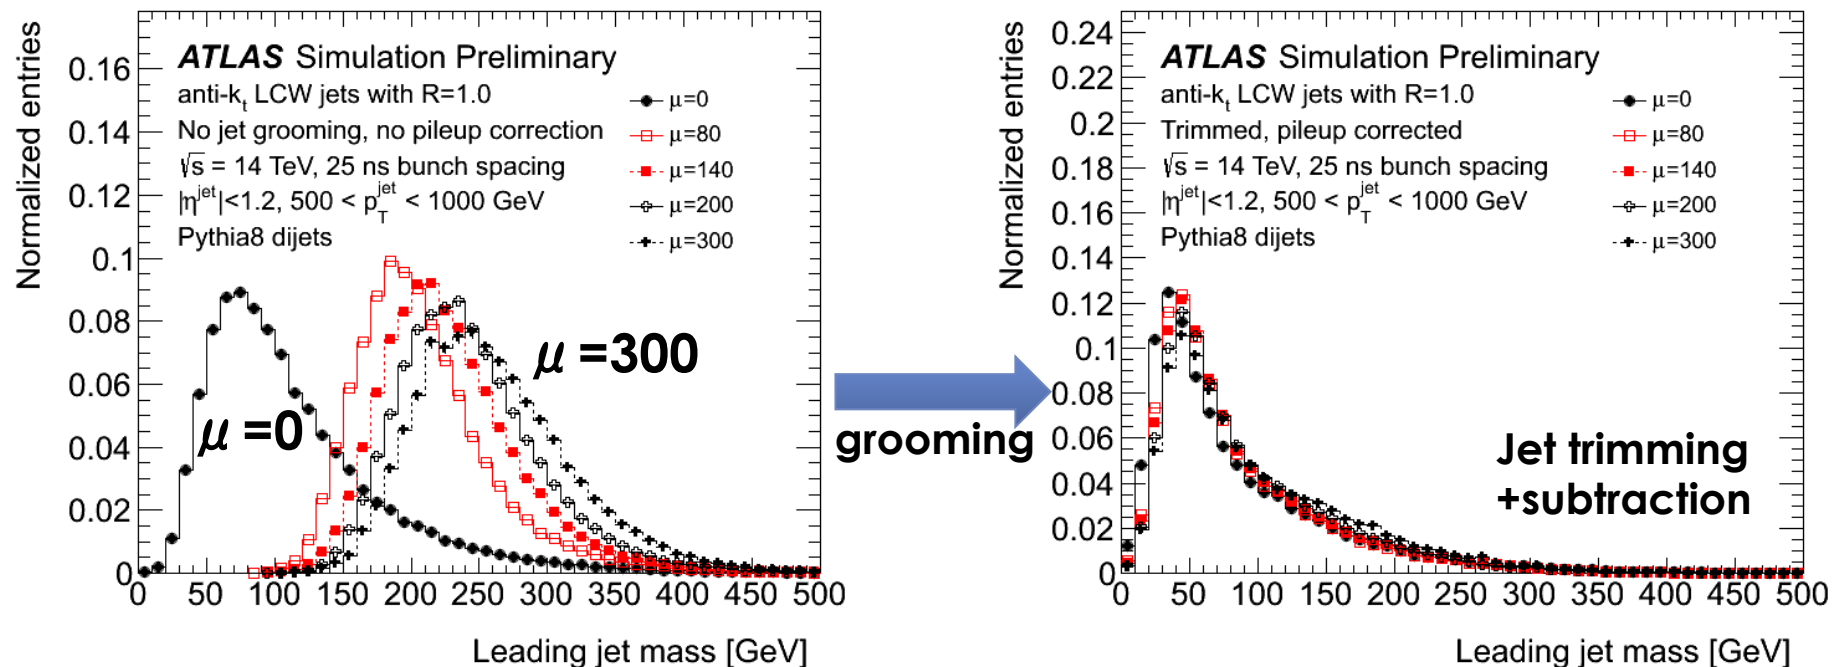 Normalized entries
0.16
0.14
0.12
0.1
0.08
0.06
0.04
0.02
0
ATLAS Simulation Preliminary
anti-kt LCW jets with R=1.0
No jet grooming, no pileup correction
√s = 14 TeV, 25 ns bunch spacing
|η^jet|<1.2, 500 < p_T^jet < 1000 GeV
Pythia8 dijets
μ=0
μ=80
μ=140
μ=200
μ=300
μ=0
μ=300
0 50 100 150 200 250 300 350 400 450 500
Leading jet mass [GeV]
grooming
Normalized entries
0.24
0.22
0.2
0.18
0.16
0.14
0.12
0.1
0.08
0.06
0.04
0.02
0
ATLAS Simulation Preliminary
anti-kt LCW jets with R=1.0
Trimmed, pileup corrected
√s = 14 TeV, 25 ns bunch spacing
|η^jet|<1.2, 500 < p_T^jet < 1000 GeV
Pythia8 dijets
μ=0
μ=80
μ=140
μ=200
μ=300
Jet trimming
+subtraction
0 50 100 150 200 250 300 350 400 450 500
Leading jet mass [GeV]